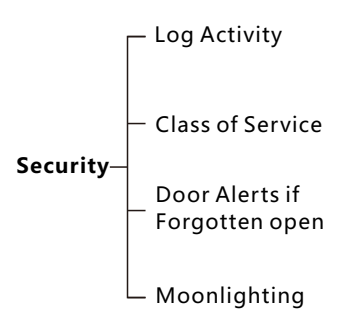 Log Activity
Class of Service
Security
Door Alerts if
Forgotten open
Moonlighting